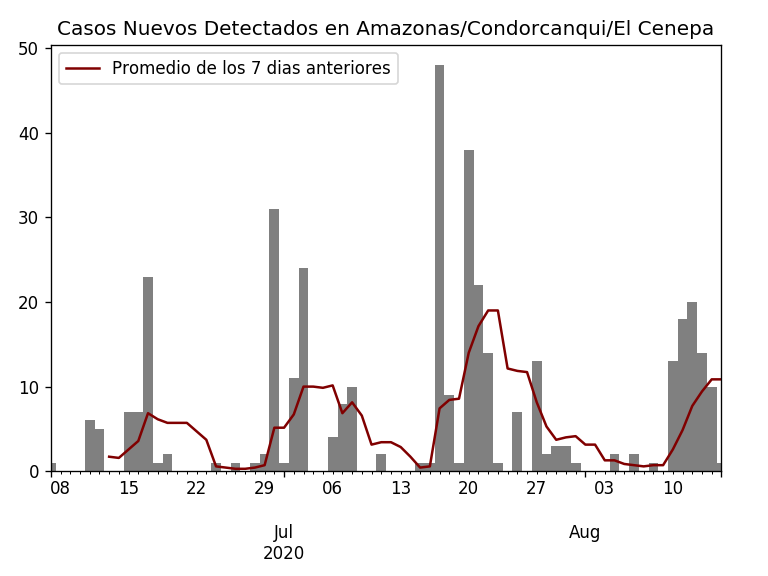 Casos Nuevos Detectados en Amazonas/Condorcanqui/El Cenepa
Promedio de los 7 dias anteriores
50
40
30
20
10
0
08 15 22 29 06 13 20 27 03 10
Jul Aug
2020